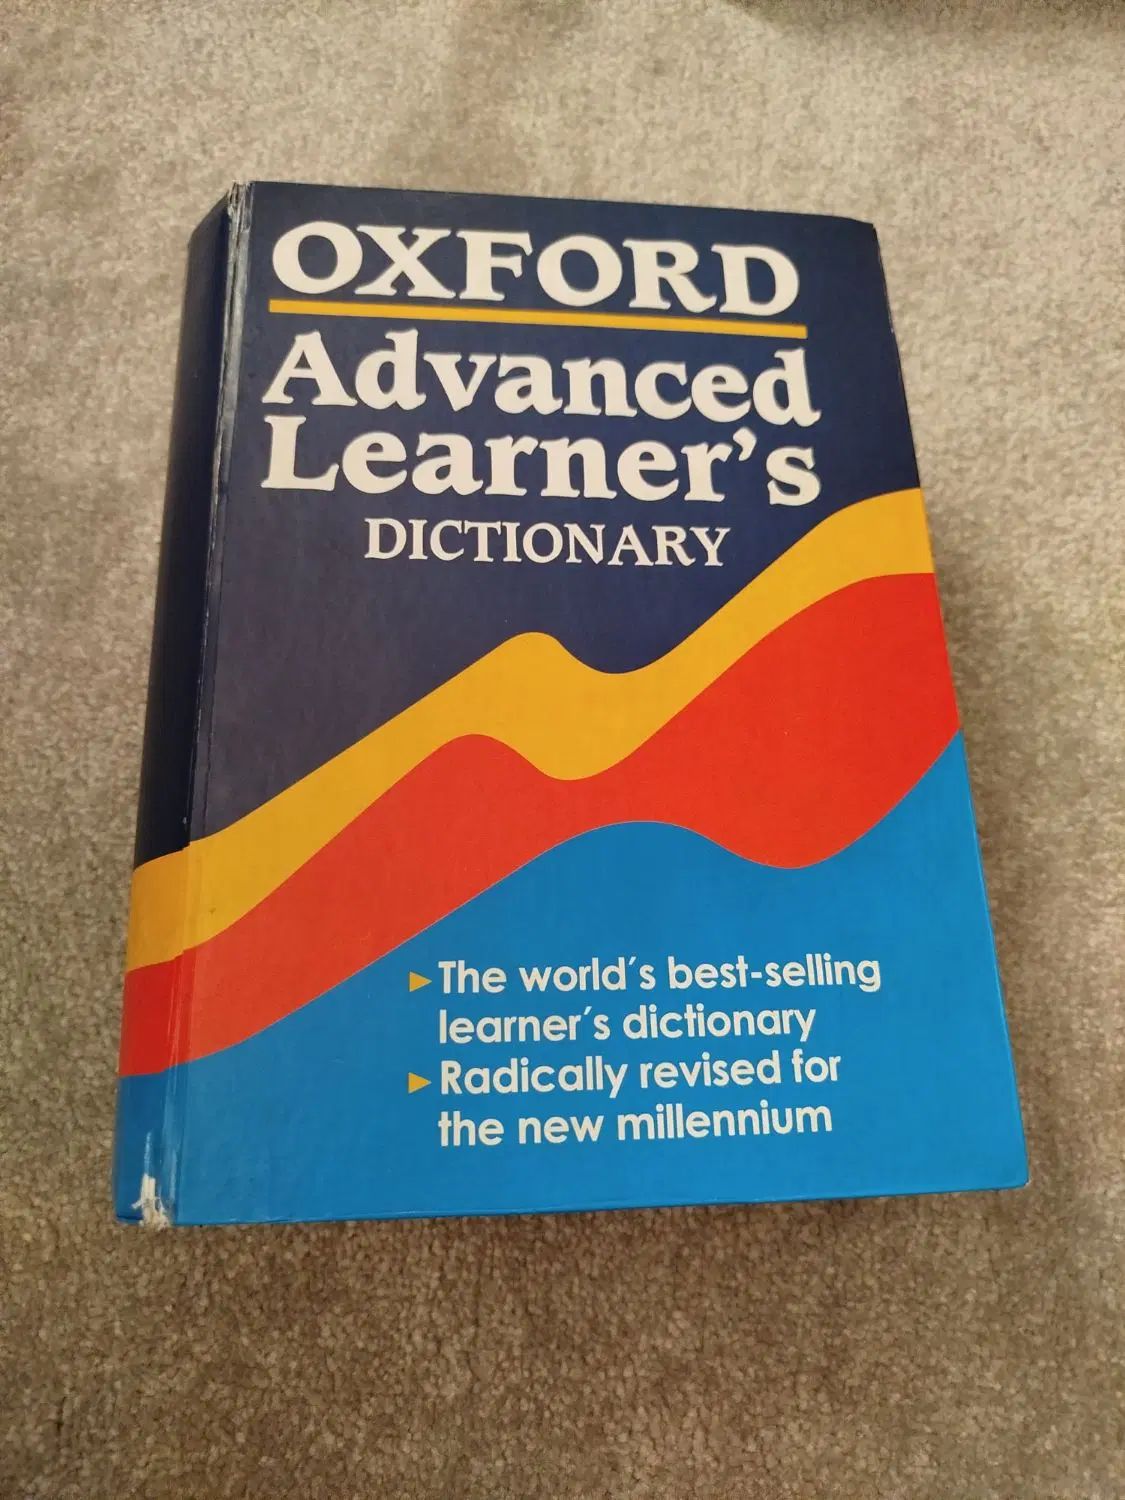 OXFORD
Advanced
Learner's
DICTIONARY
▸ The world´s best-selling
learner´s dictionary
▸ Radically revised for
the new millennium